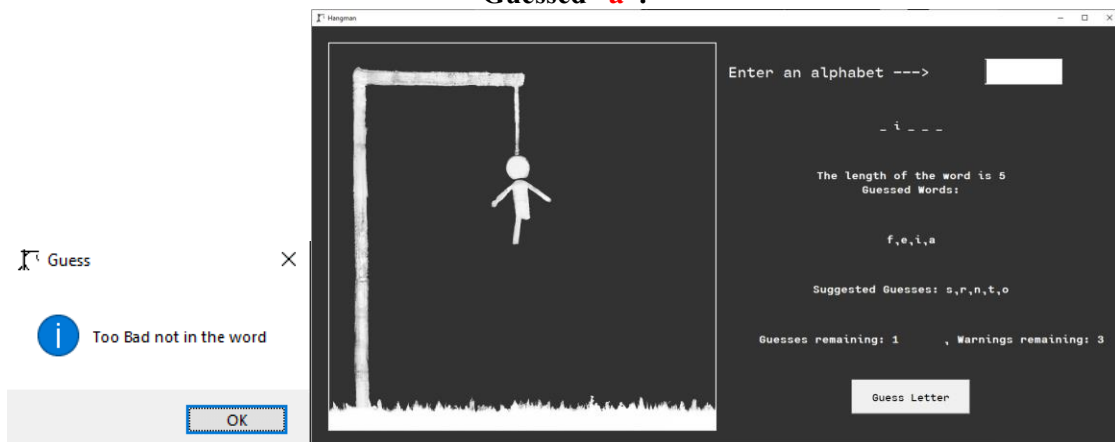 Guessed "a".
Hangman
Enter an alphabet --->
_ i _ _ _
The length of the word is 5
Guessed Words:
f,e,i,a
Suggested Guesses: s,r,n,t,o
Guesses remaining: 1 , Warnings remaining: 3
Guess Letter
Guess
Too Bad not in the word
OK